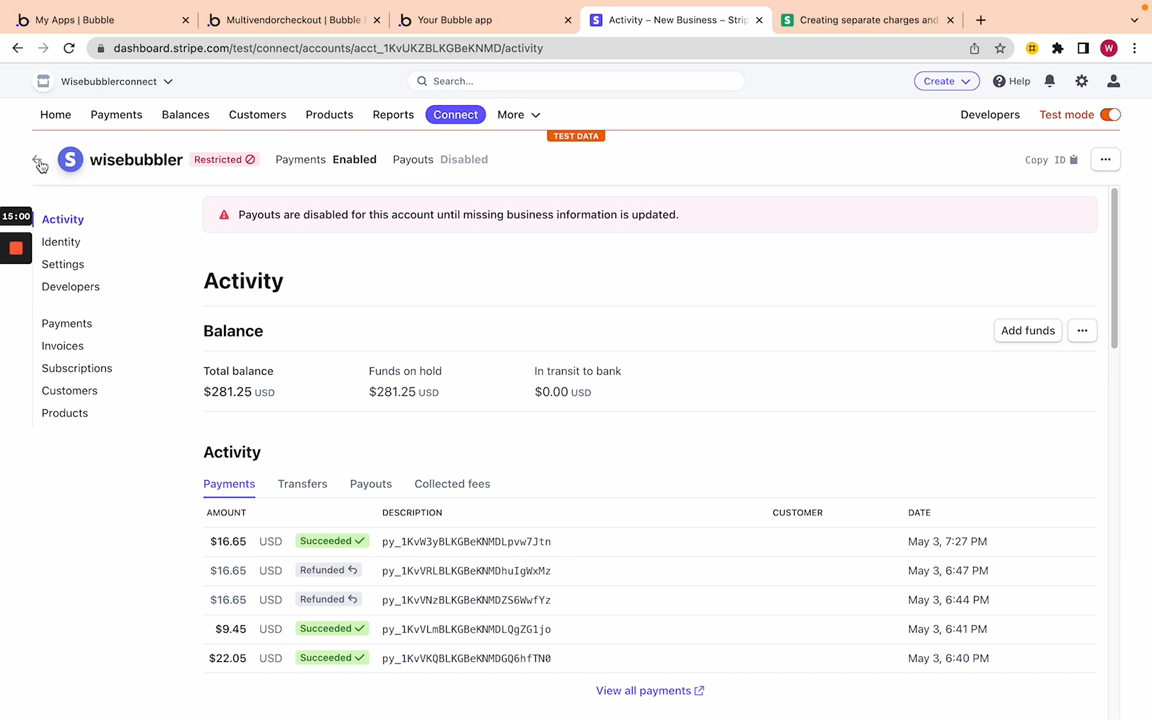 My Apps | Bubble
Multivendorcheckout | Bubble
Your Bubble app
Activity – New Business – Strip
Creating separate charges and
dashboard.stripe.com/test/connect/accounts/acct_1KvUKZBLKGBeKNMD/activity
W
Wisebubblerconnect
Search...
Create
Help
Home
Payments
Balances
Customers
Products
Reports
Connect
More
Developers
Test mode
TEST DATA
S
wisebubbler
Restricted
Payments Enabled
Payouts Disabled
Copy ID
15:00
Activity
Identity
Settings
Developers
Payments
Invoices
Subscriptions
Customers
Products
Payouts are disabled for this account until missing business information is updated.
Activity
Balance
Add funds
Total balance
Funds on hold
In transit to bank
$281.25 USD
$281.25 USD
$0.00 USD
Activity
Payments
Transfers
Payouts
Collected fees
AMOUNT DESCRIPTION CUSTOMER DATE
$16.65 USD Succeeded py_1KvW3yBLKGBeKNMDLpvw7Jtn May 3, 7:27 PM
$16.65 USD Refunded py_1KvVRLBLKGBeKNMDhuIgWxMz May 3, 6:47 PM
$16.65 USD Refunded py_1KvVNzBLKGBeKNMDZS6WwfYz May 3, 6:44 PM
$9.45 USD Succeeded py_1KvVLmBLKGBeKNMDLQgZG1jo May 3, 6:41 PM
$22.05 USD Succeeded py_1KvVKQBLKGBeKNMDGQ6hfTN0 May 3, 6:40 PM
View all payments